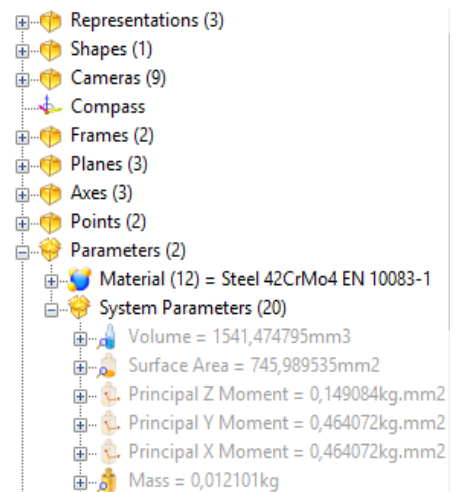 Representations (3)
Shapes (1)
Cameras (9)
Compass
Frames (2)
Planes (3)
Axes (3)
Points (2)
Parameters (2)
Material (12) = Steel 42CrMo4 EN 10083-1
System Parameters (20)
Volume = 1541,474795mm3
Surface Area = 745,989535mm2
Principal Z Moment = 0,149084kg.mm2
Principal Y Moment = 0,464072kg.mm2
Principal X Moment = 0,464072kg.mm2
Mass = 0,012101kg